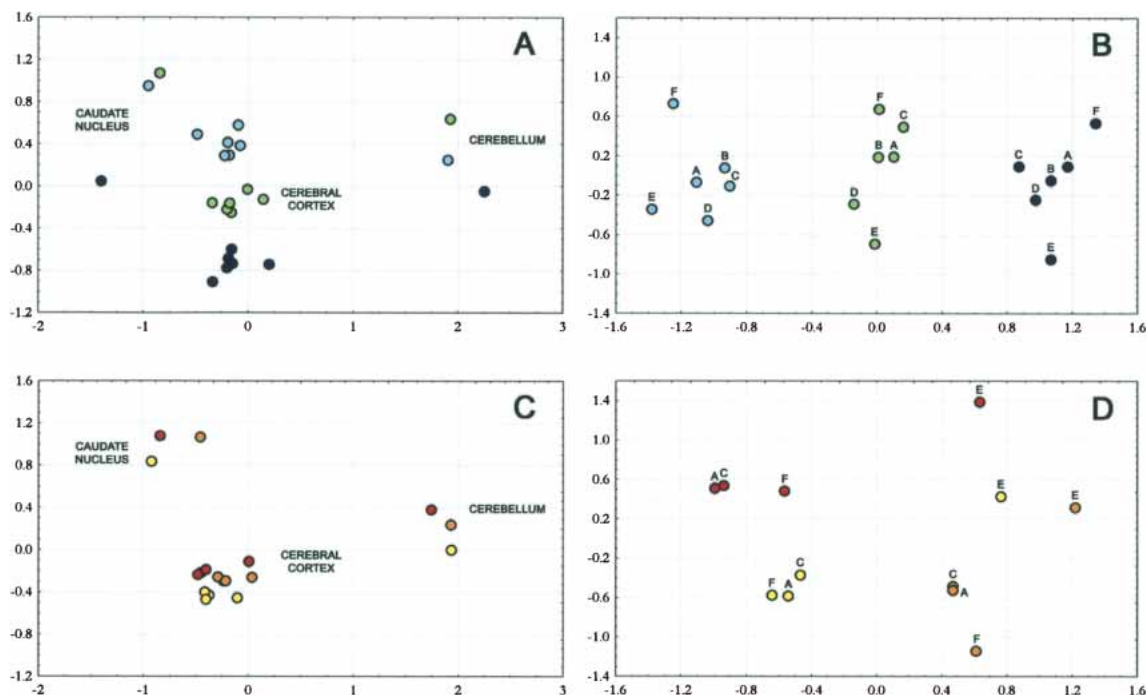 A
1.6
1.2
0.8
0.4
0.0
-0.4
-0.8
-1.2
-2
-1
0
1
2
3
CAUDATE
NUCLEUS
CEREBELLUM
CEREBRAL
CORTEX
B
1.4
1.0
0.6
0.2
-0.2
-0.6
-1.0
-1.4
-1.6
-1.2
-0.8
-0.4
0.0
0.4
0.8
1.2
1.6
F
B
A
C
E
D
F
C
B
A
D
E
F
C
A
B
D
E
C
1.6
1.2
0.8
0.4
0.0
-0.4
-0.8
-1.2
-2
-1
0
1
2
3
CAUDATE
NUCLEUS
CEREBELLUM
CEREBRAL
CORTEX
D
1.4
1.0
0.6
0.2
-0.2
-0.6
-1.0
-1.4
-1.6
-1.2
-0.8
-0.4
0.0
0.4
0.8
1.2
1.6
E
A
C
F
E
E
C
F
A
C
A
F